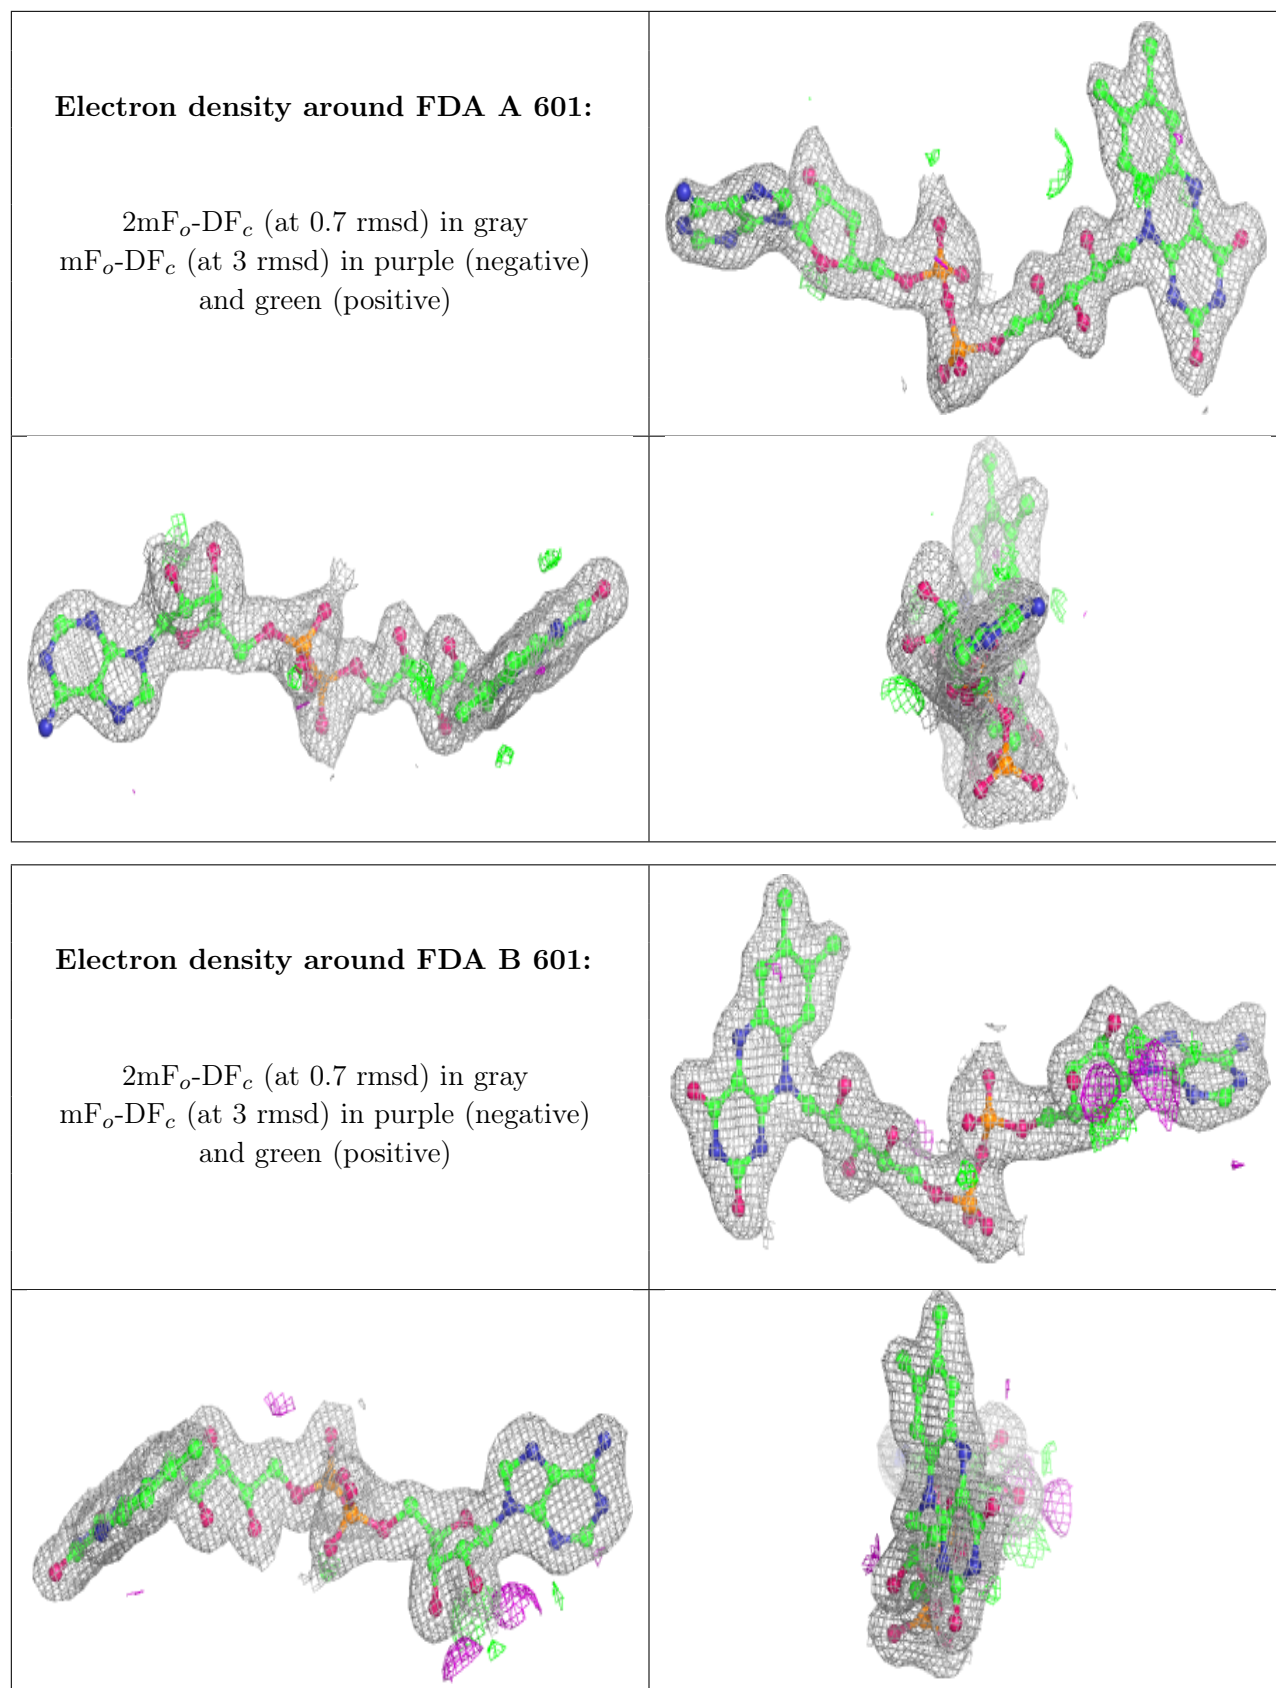 Electron density around FDA A 601:
2mFₒ-DF𝒸 (at 0.7 rmsd) in gray
mFₒ-DF𝒸 (at 3 rmsd) in purple (negative)
and green (positive)
Electron density around FDA B 601:
2mFₒ-DF𝒸 (at 0.7 rmsd) in gray
mFₒ-DF𝒸 (at 3 rmsd) in purple (negative)
and green (positive)